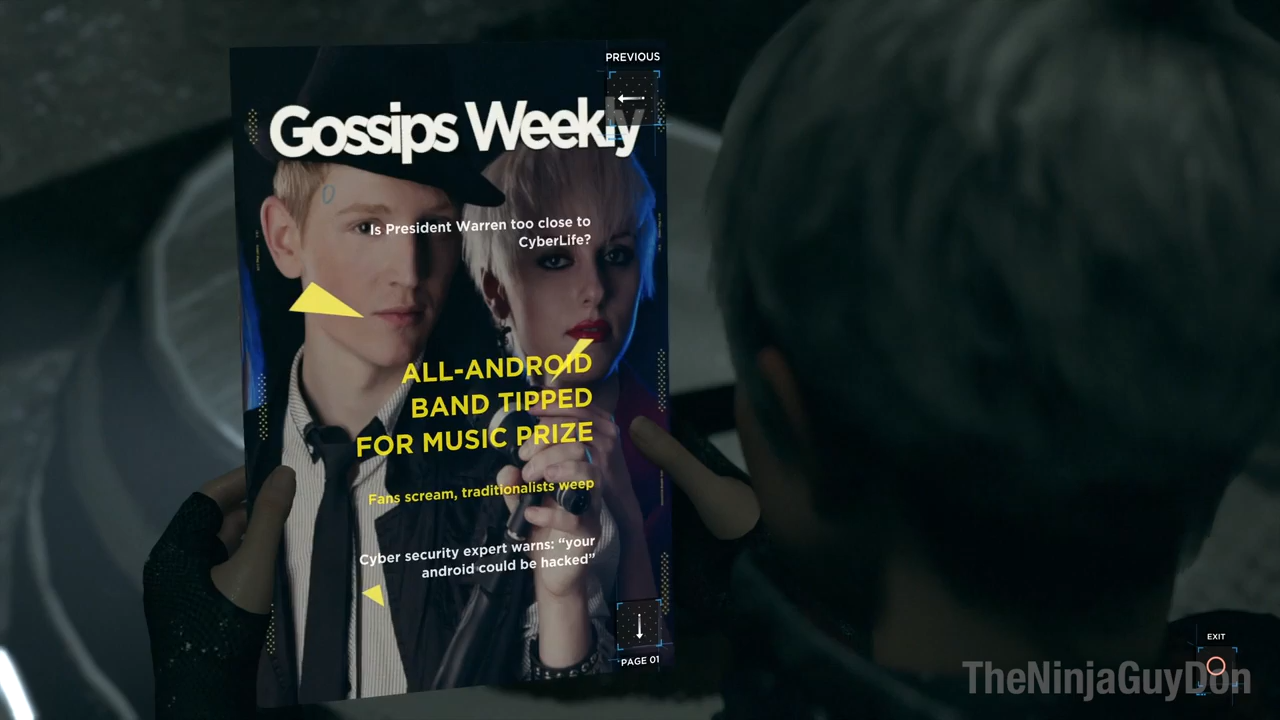 PREVIOUS
Gossips Weekly
Is President Warren too close to
CyberLife?
ALL-ANDROID
BAND TIPPED
FOR MUSIC PRIZE
Fans scream, traditionalists weep
Cyber security expert warns: “your
android could be hacked”
PAGE 01
EXIT
TheNinjaGuyDon